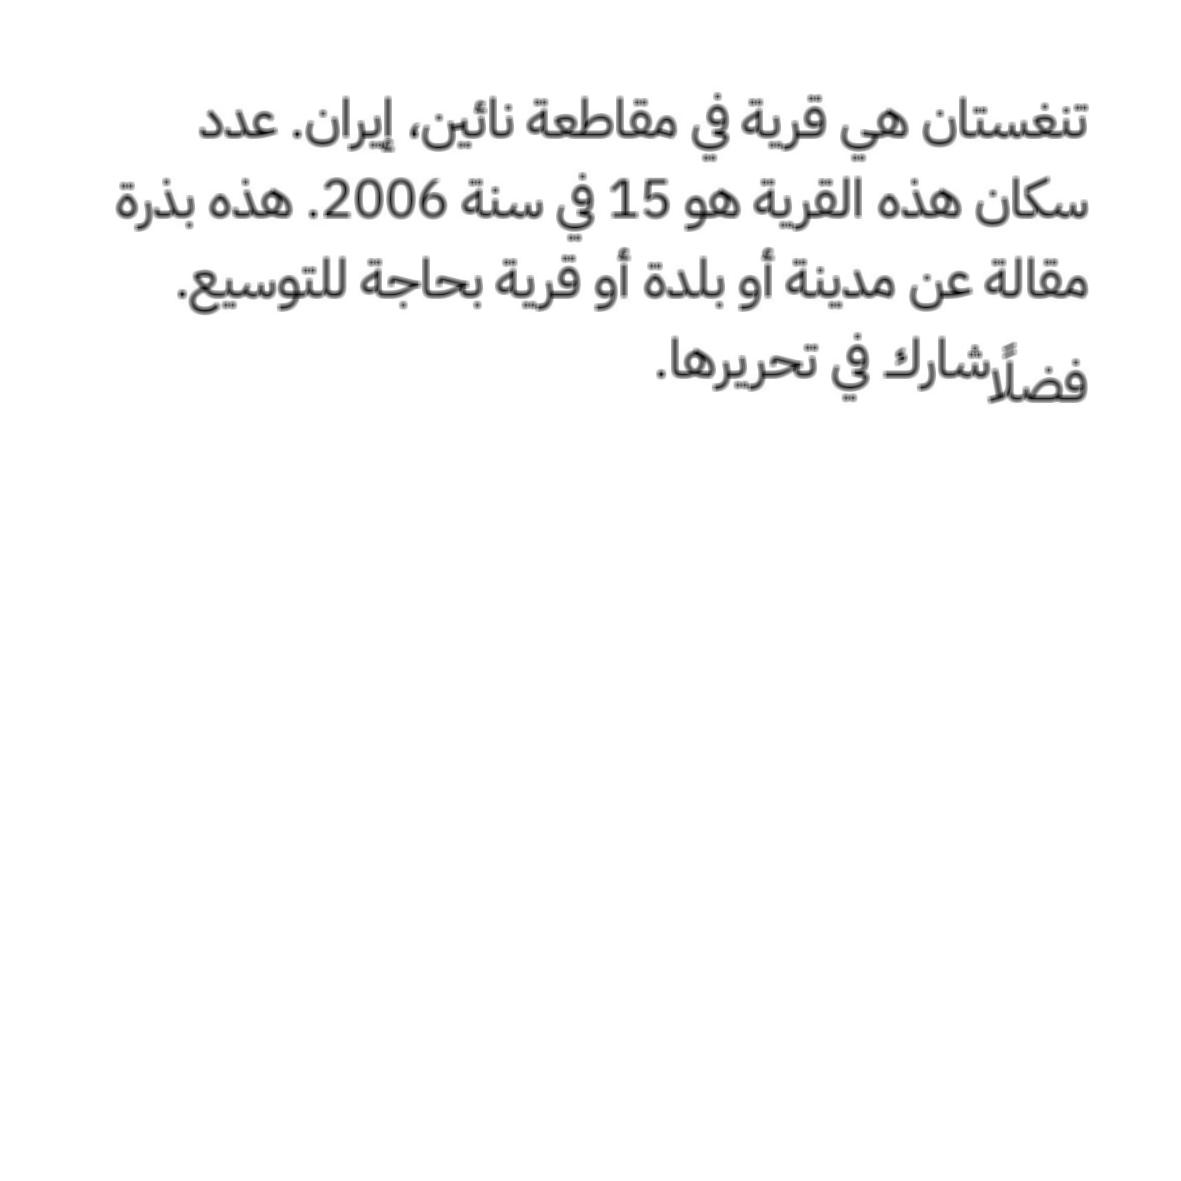 تنغستان هي قرية في مقاطعة نائين، إيران. عدد
سكان هذه القرية هو 15 في سنة 2006. هذه بذرة
مقالة عن مدينة أو بلدة أو قرية بحاجة للتوسيع.
فضلًا شارك في تحريرها.